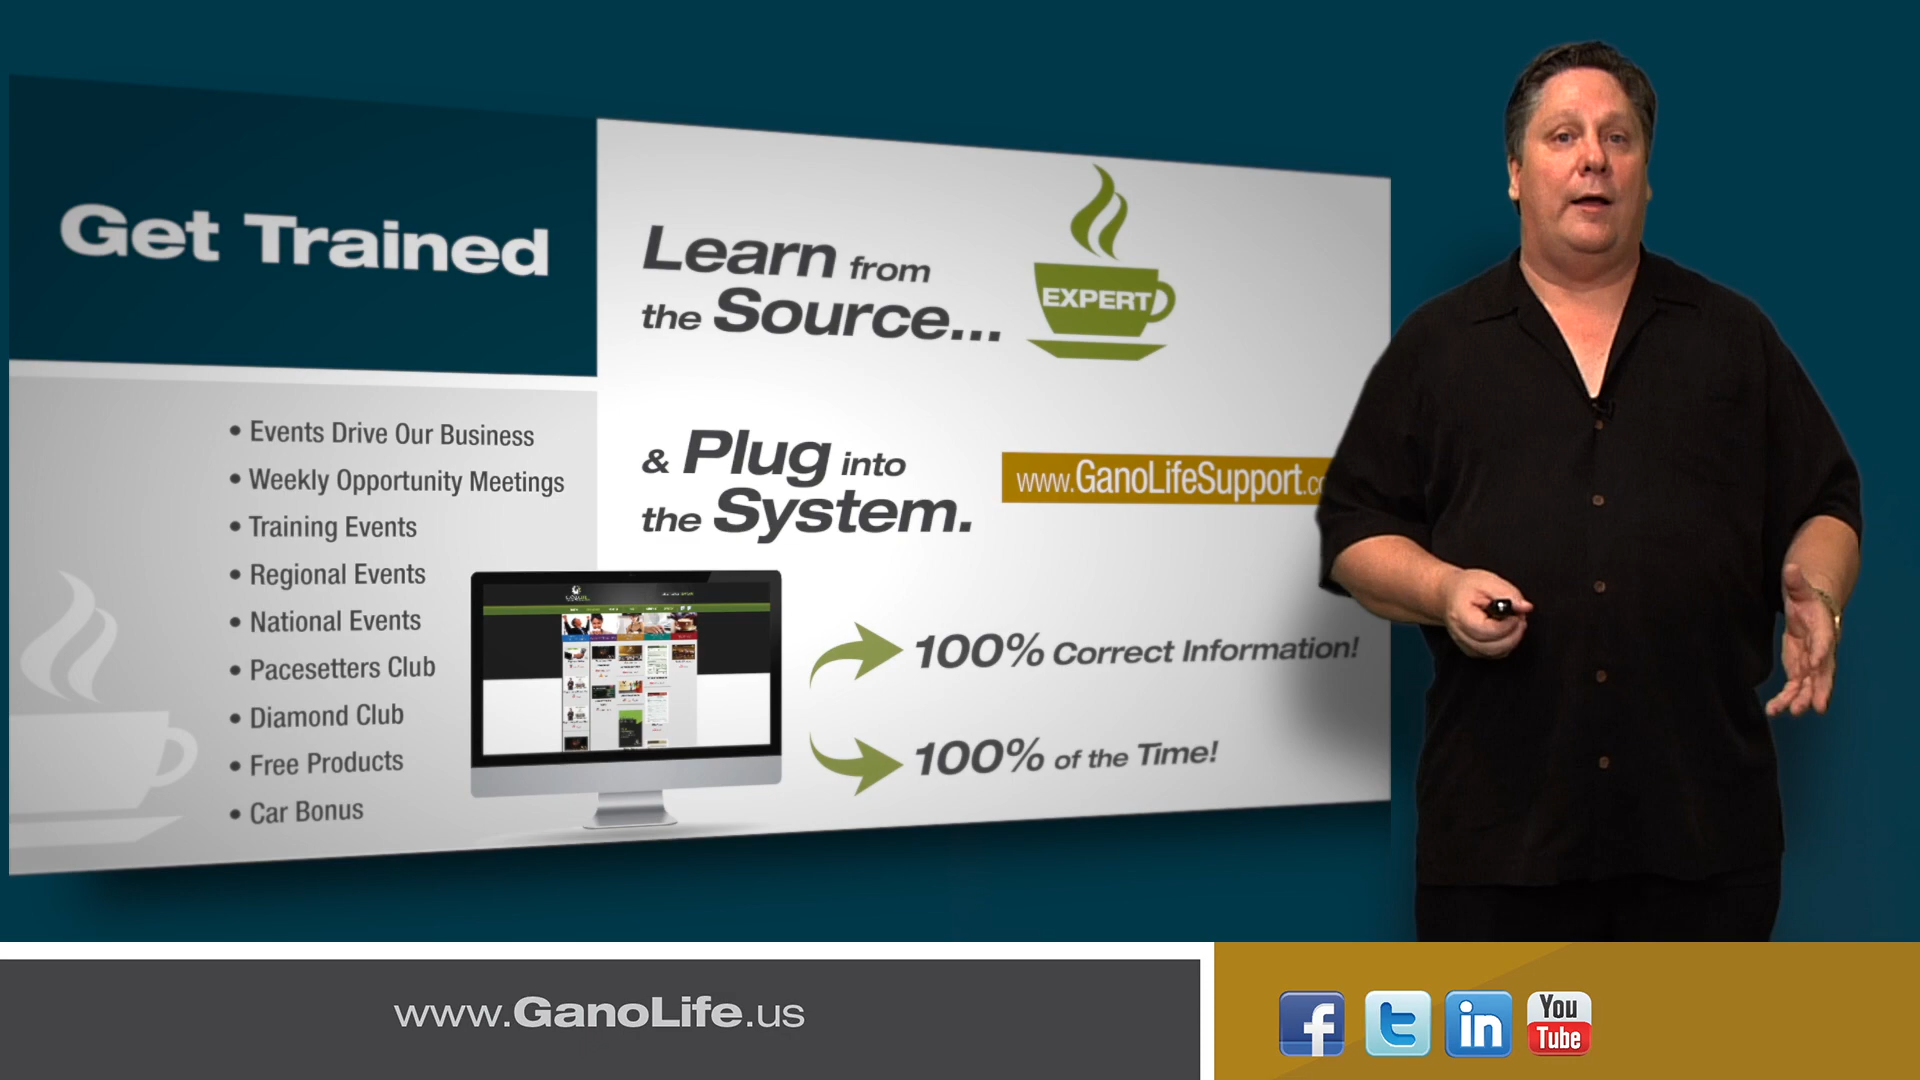 Get Trained
Learn from
the Source...
EXPERT
& Plug into
the System.
www.GanoLifeSupport.c
• Events Drive Our Business
• Weekly Opportunity Meetings
• Training Events
• Regional Events
• National Events
• Pacesetters Club
• Diamond Club
• Free Products
• Car Bonus
100% Correct Information!
100% of the Time!
www.GanoLife.us
f
t
in
You
Tube